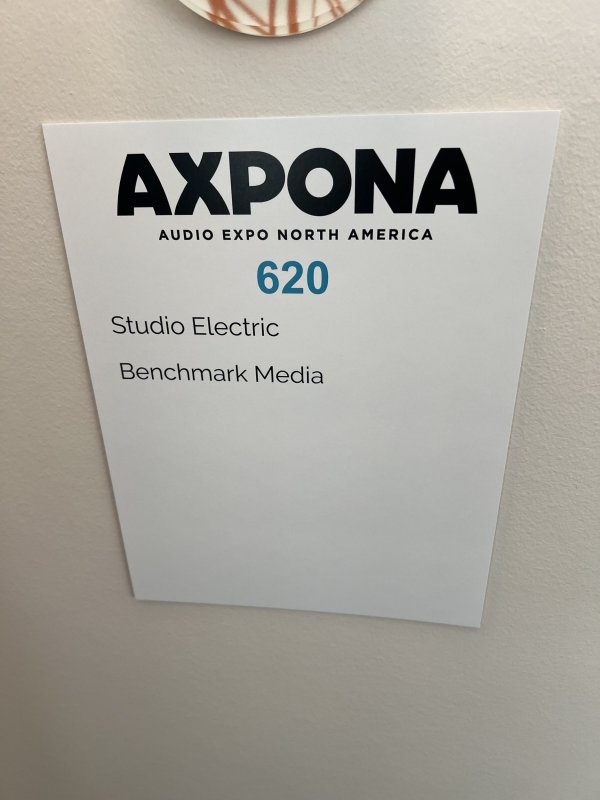 AXPONA
AUDIO EXPO NORTH AMERICA
620
Studio Electric
Benchmark Media